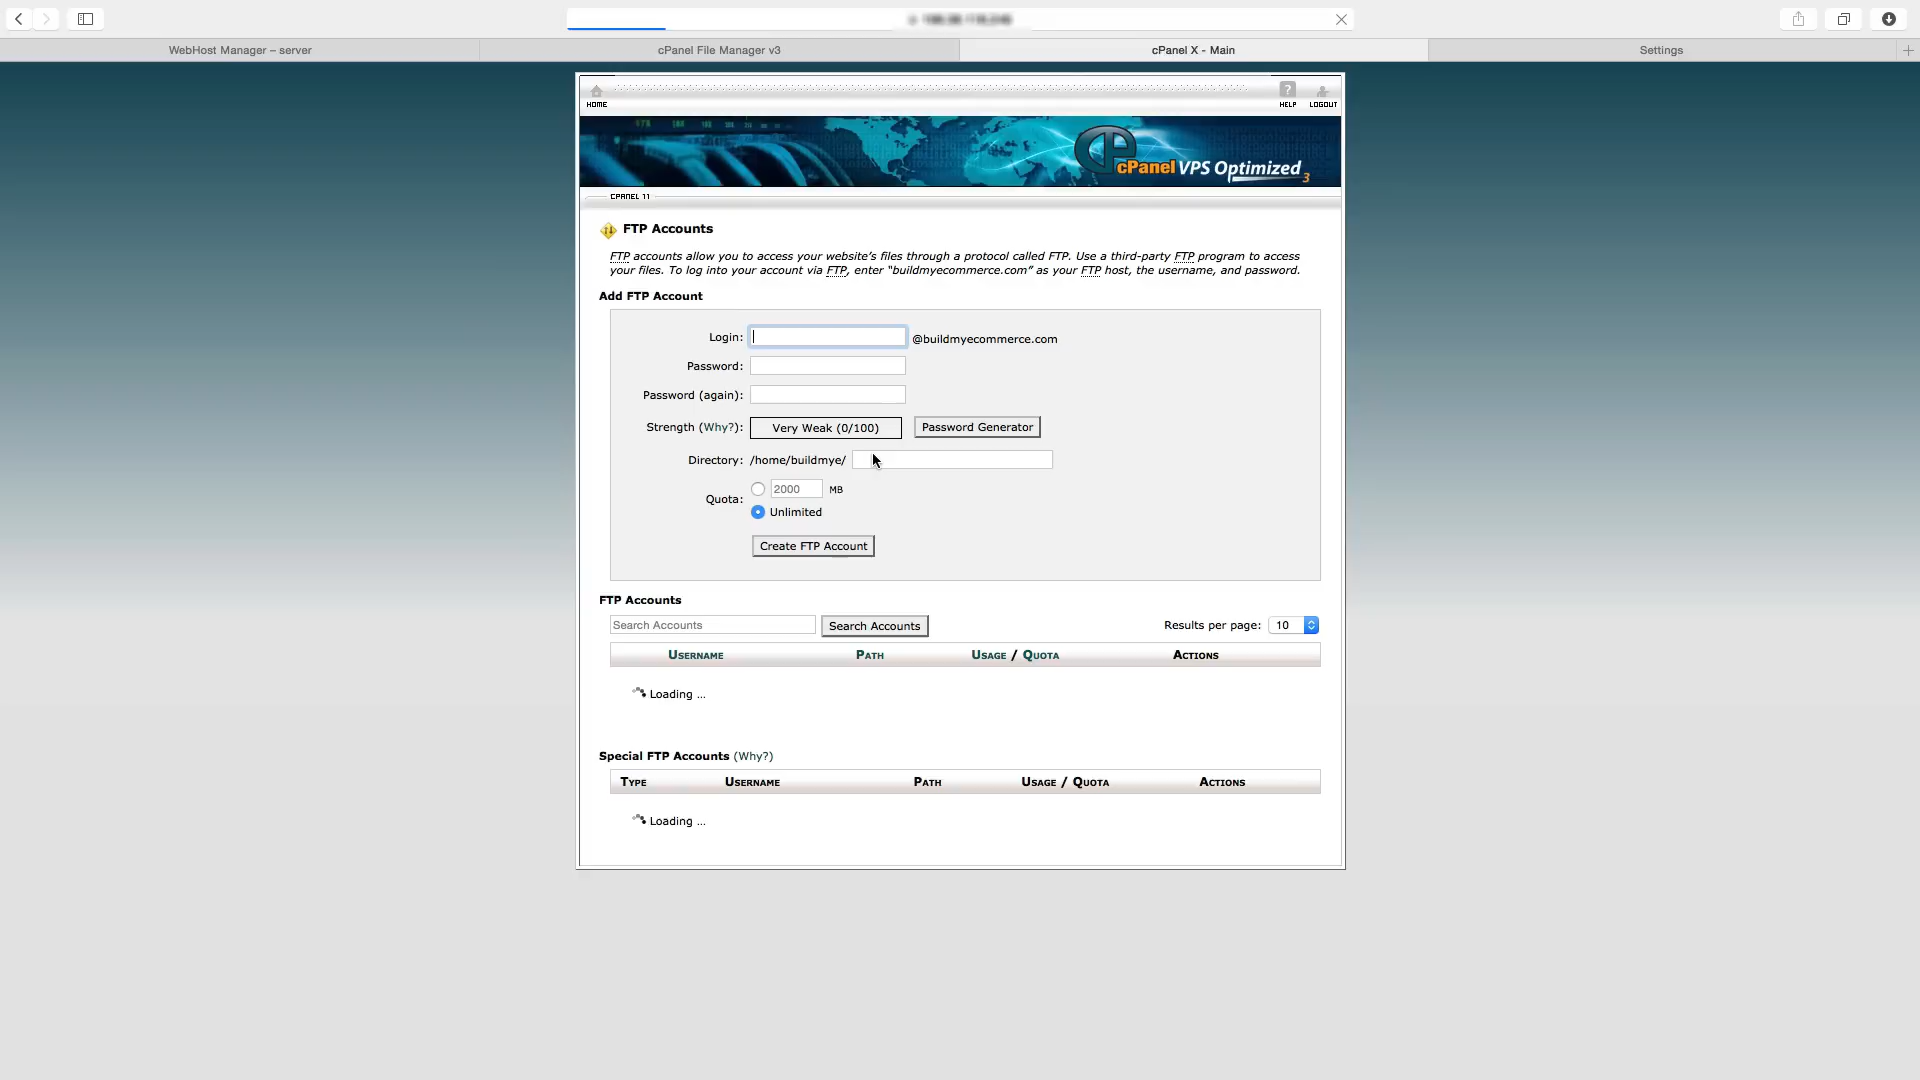 WebHost Manager – server
cPanel File Manager v3
cPanel X - Main
Settings
HOME
HELP
LOGOUT
cPanel VPS Optimized 3
CPANEL 11
FTP Accounts
FTP accounts allow you to access your website's files through a protocol called FTP. Use a third-party FTP program to access
your files. To log into your account via FTP, enter "buildmyecommerce.com" as your FTP host, the username, and password.
Add FTP Account
Login: @buildmyecommerce.com
Password:
Password (again):
Strength (Why?): Very Weak (0/100) Password Generator
Directory: /home/buildmye/
Quota: 2000 MB
Unlimited
Create FTP Account
FTP Accounts
Search Accounts Search Accounts Results per page: 10
USERNAME PATH USAGE / QUOTA ACTIONS
Loading ...
Special FTP Accounts (Why?)
TYPE USERNAME PATH USAGE / QUOTA ACTIONS
Loading ...